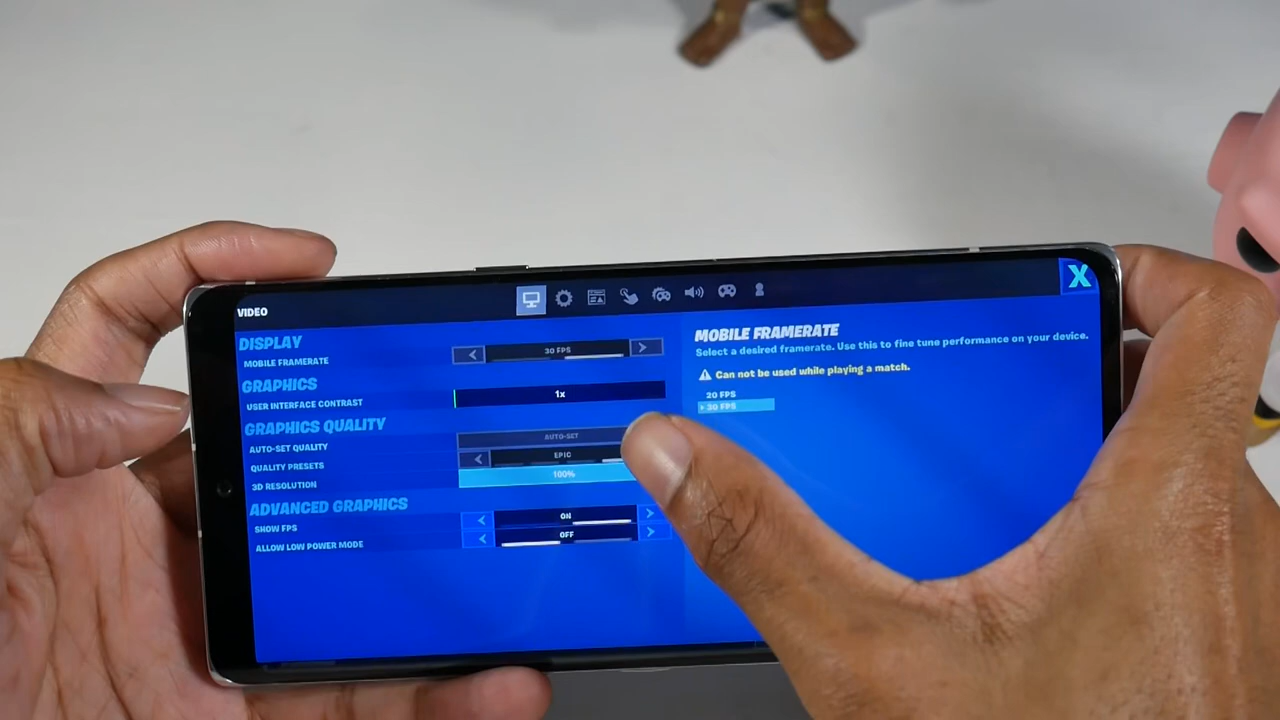 VIDEO
X
DISPLAY
MOBILE FRAMERATE
30 FPS
GRAPHICS
USER INTERFACE CONTRAST
1x
GRAPHICS QUALITY
AUTO-SET QUALITY
AUTO-SET
QUALITY PRESETS
EPIC
3D RESOLUTION
100%
ADVANCED GRAPHICS
SHOW FPS
ON
ALLOW LOW POWER MODE
OFF
MOBILE FRAMERATE
Select a desired framerate. Use this to fine tune performance on your device.
Can not be used while playing a match.
20 FPS
30 FPS